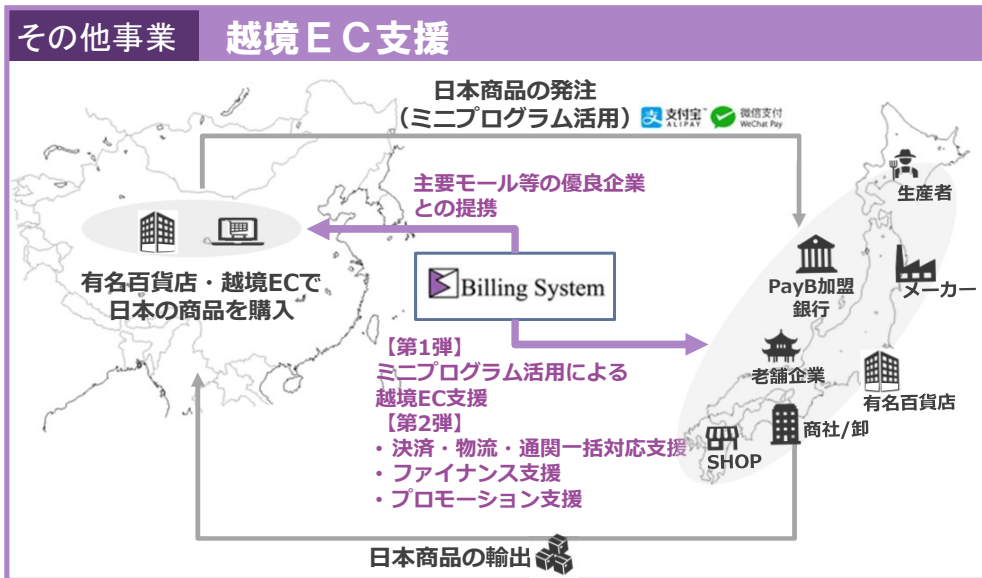 その他事業
越境ＥＣ支援
日本商品の発注
（ミニプログラム活用）
支付宝
ALIPAY
微信支付
WeChat Pay
主要モール等の優良企業
との提携
生産者
有名百貨店・越境ECで
日本の商品を購入
Billing System
PayB加盟
銀行
メーカー
【第1弾】
ミニプログラム活用による
越境EC支援
【第2弾】
・決済・物流・通関一括対応支援
・ファイナンス支援
・プロモーション支援
老舗企業
有名百貨店
商社/卸
SHOP
日本商品の輸出